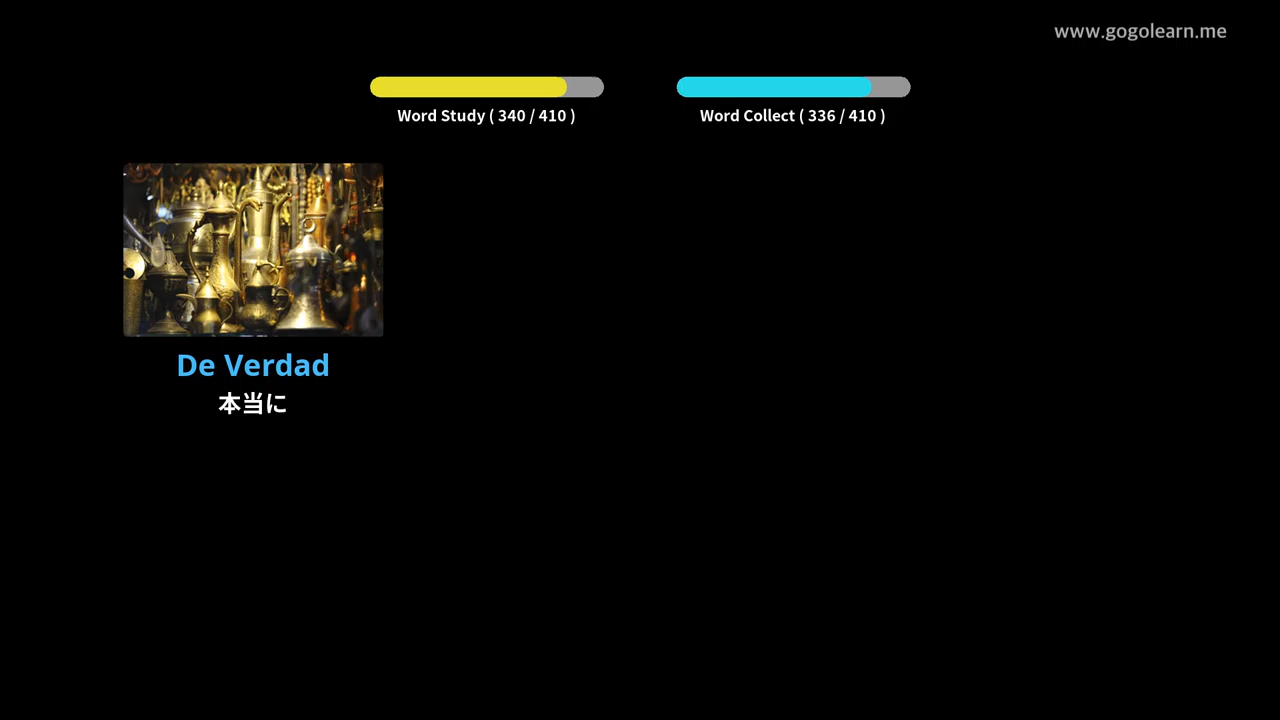 www.gogolearn.me
Word Study ( 340 / 410 )
Word Collect ( 336 / 410 )
De Verdad
本当に